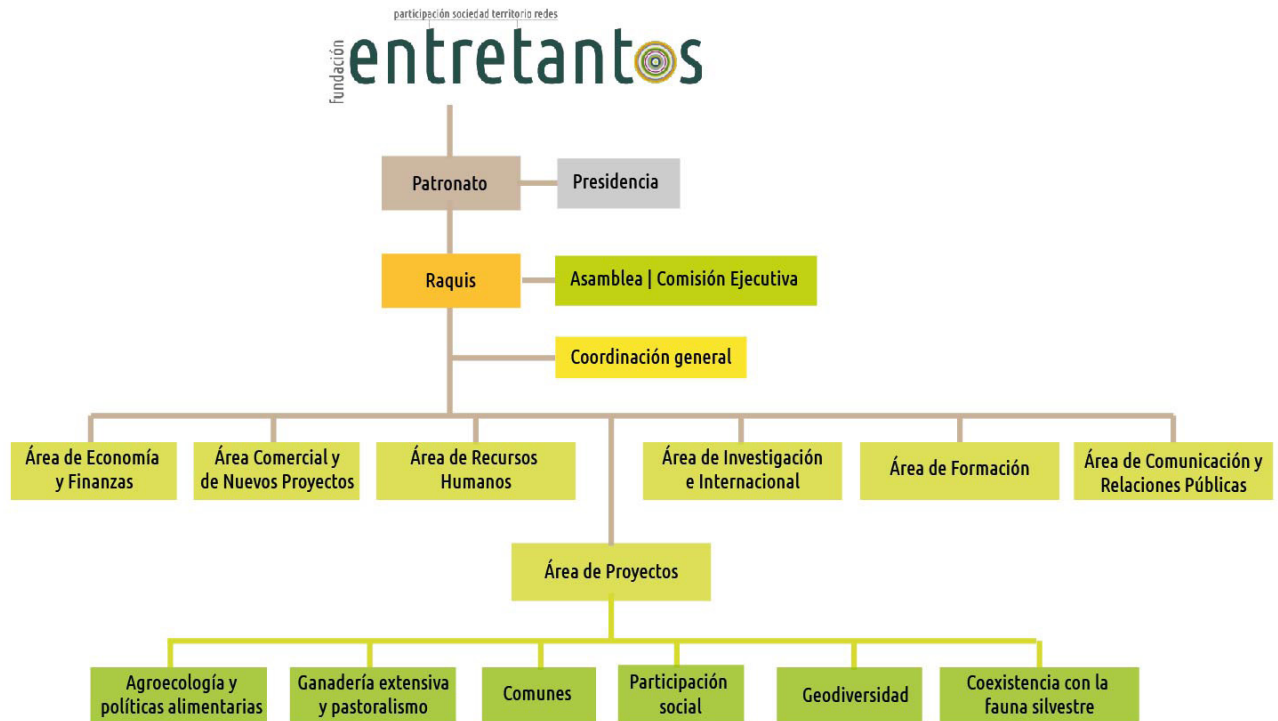 participación sociedad territorio redes
Fundación
entretantos
Patronato
Presidencia
Raquis
Asamblea | Comisión Ejecutiva
Coordinación general
Área de Economía
y Finanzas
Área Comercial y
de Nuevos Proyectos
Área de Recursos
Humanos
Área de Investigación
e Internacional
Área de Formación
Área de Comunicación y
Relaciones Públicas
Área de Proyectos
Agroecología y
políticas alimentarias
Ganadería extensiva
y pastoralismo
Comunes
Participación
social
Geodiversidad
Coexistencia con la
fauna silvestre